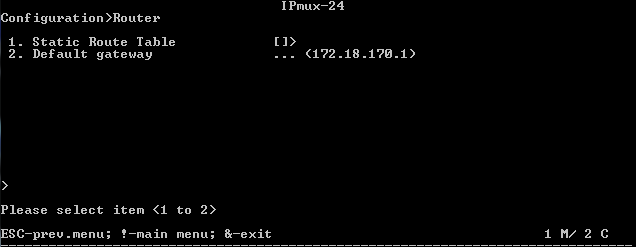 IPmux-24
Configuration>Router
1. Static Route Table []>
2. Default gateway ... (172.18.170.1)
>
Please select item <1 to 2>
ESC-prev.menu; !-main menu; &-exit 1 M/ 2 C